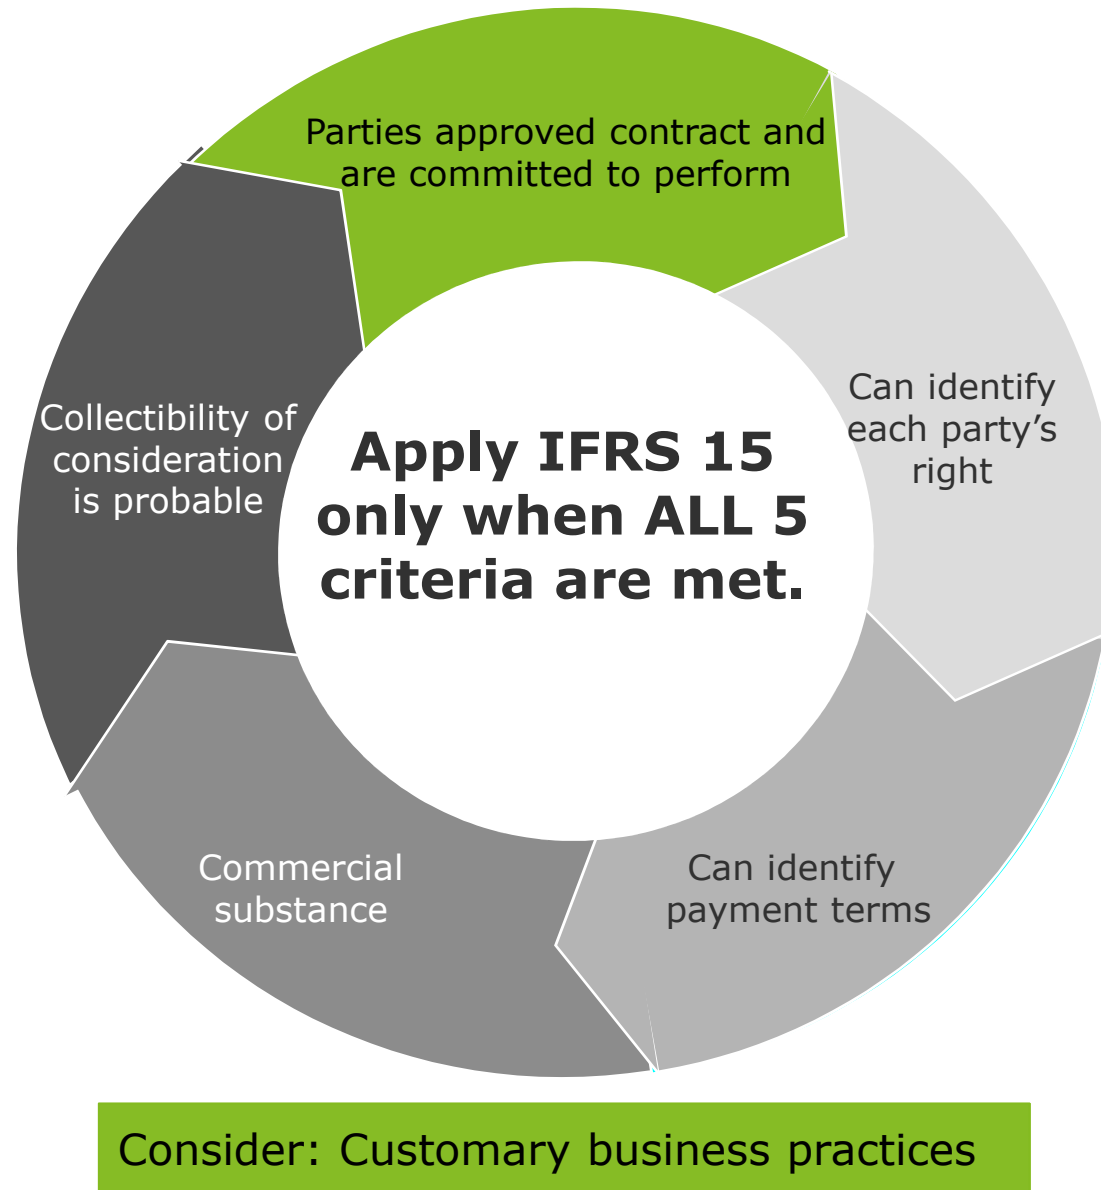 Parties approved contract and
are committed to perform
Can identify
each party’s
right
Can identify
payment terms
Commercial
substance
Collectibility of
consideration
is probable
Apply IFRS 15
only when ALL 5
criteria are met.
Consider: Customary business practices